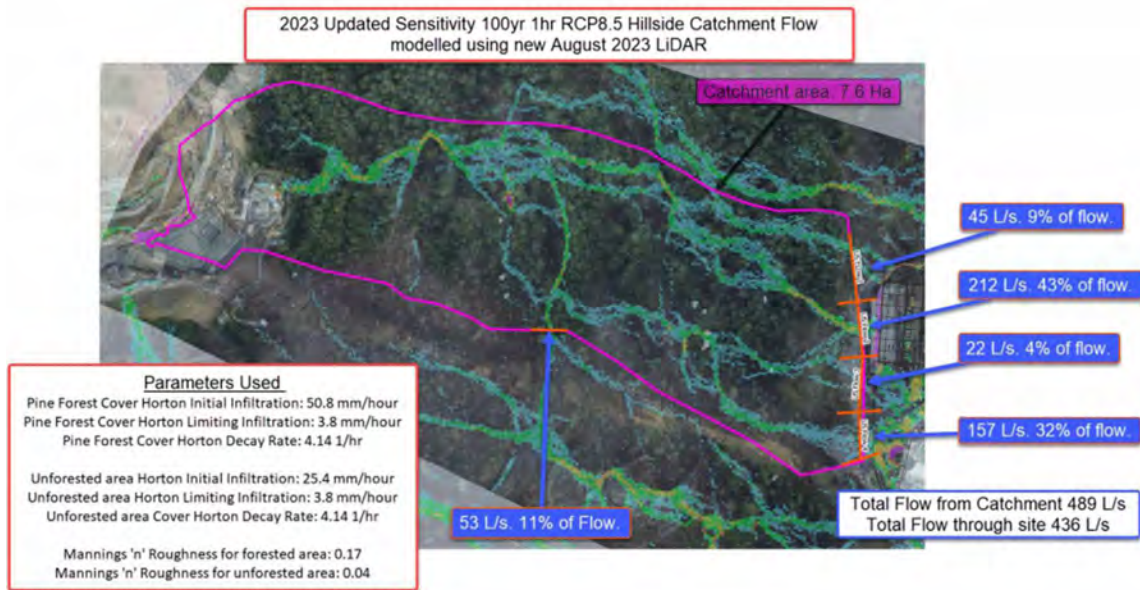 2023 Updated Sensitivity 100yr 1hr RCP8.5 Hillside Catchment Flow
modelled using new August 2023 LiDAR
Catchment area. 7.6 Ha
45 L/s. 9% of flow.
212 L/s. 43% of flow.
22 L/s. 4% of flow.
157 L/s. 32% of flow.
53 L/s. 11% of Flow.
Total Flow from Catchment 489 L/s
Total Flow through site 436 L/s
Parameters Used
Pine Forest Cover Horton Initial Infiltration: 50.8 mm/hour
Pine Forest Cover Horton Limiting Infiltration: 3.8 mm/hour
Pine Forest Cover Horton Decay Rate: 4.14 1/hr
Unforested area Horton Initial Infiltration: 25.4 mm/hour
Unforested area Horton Limiting Infiltration: 3.8 mm/hour
Unforested area Cover Horton Decay Rate: 4.14 1/hr
Mannings 'n' Roughness for forested area: 0.17
Mannings 'n' Roughness for unforested area: 0.04